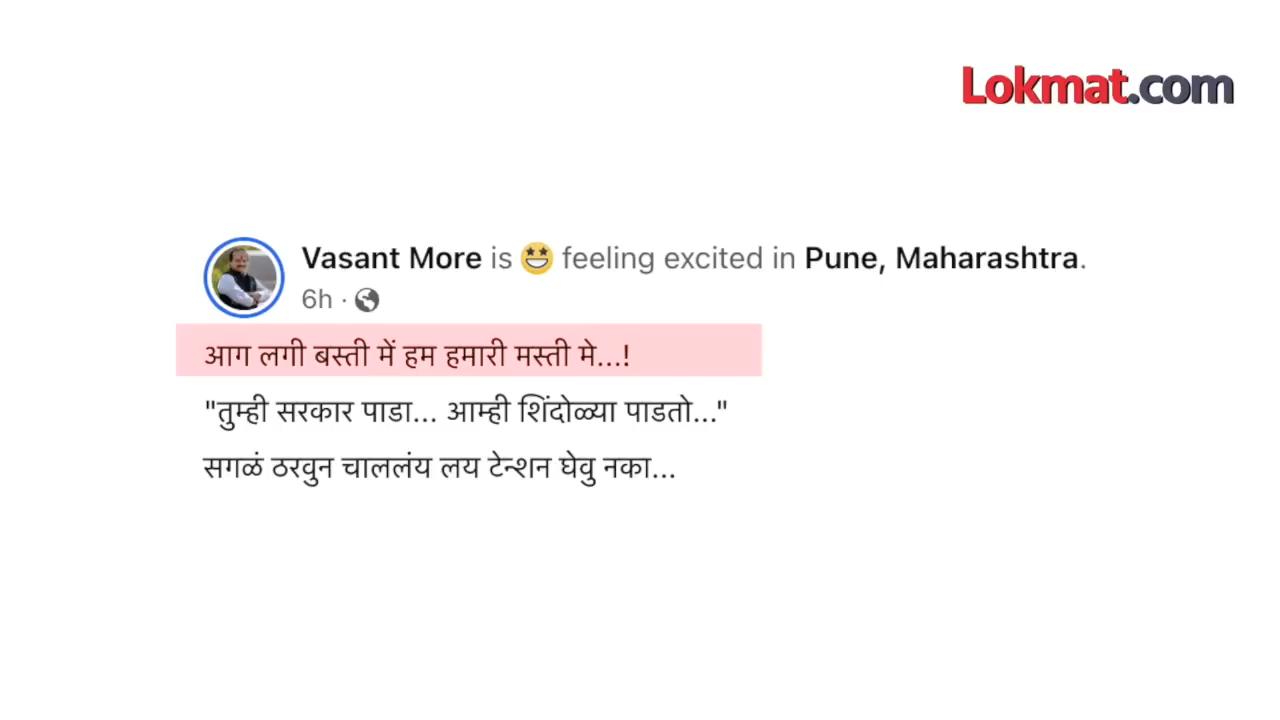 Lokmat.com
Vasant More is 🤩 feeling excited in Pune, Maharashtra.
6h ·
आग लगी बस्ती में हम हमारी मस्ती मे...!
"तुम्ही सरकार पाडा... आम्ही शिंदोळ्या पाडतो..."
सगळं ठरवुन चाललंय लय टेन्शन घेवु नका...